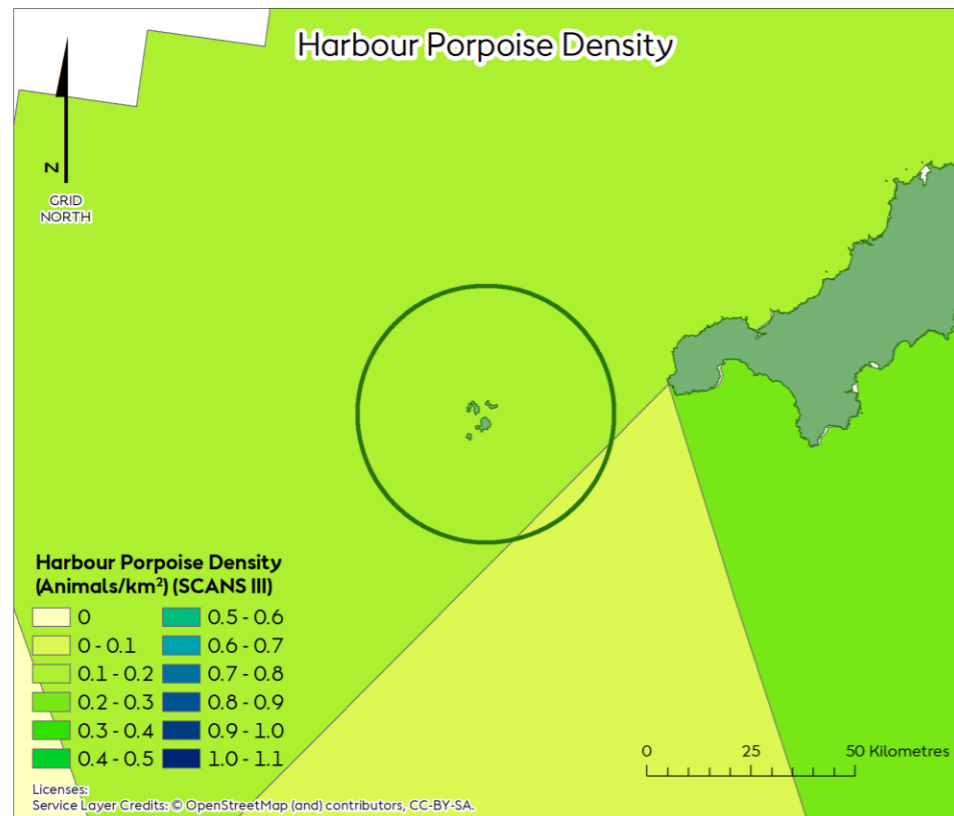 Harbour Porpoise Density
N
GRID
NORTH
Harbour Porpoise Density
(Animals/km²) (SCANS III)
0
0 - 0.1
0.1 - 0.2
0.2 - 0.3
0.3 - 0.4
0.4 - 0.5
0.5 - 0.6
0.6 - 0.7
0.7 - 0.8
0.8 - 0.9
0.9 - 1.0
1.0 - 1.1
0 25 50 Kilometres
Licenses:
Service Layer Credits: © OpenStreetMap (and) contributors, CC-BY-SA.